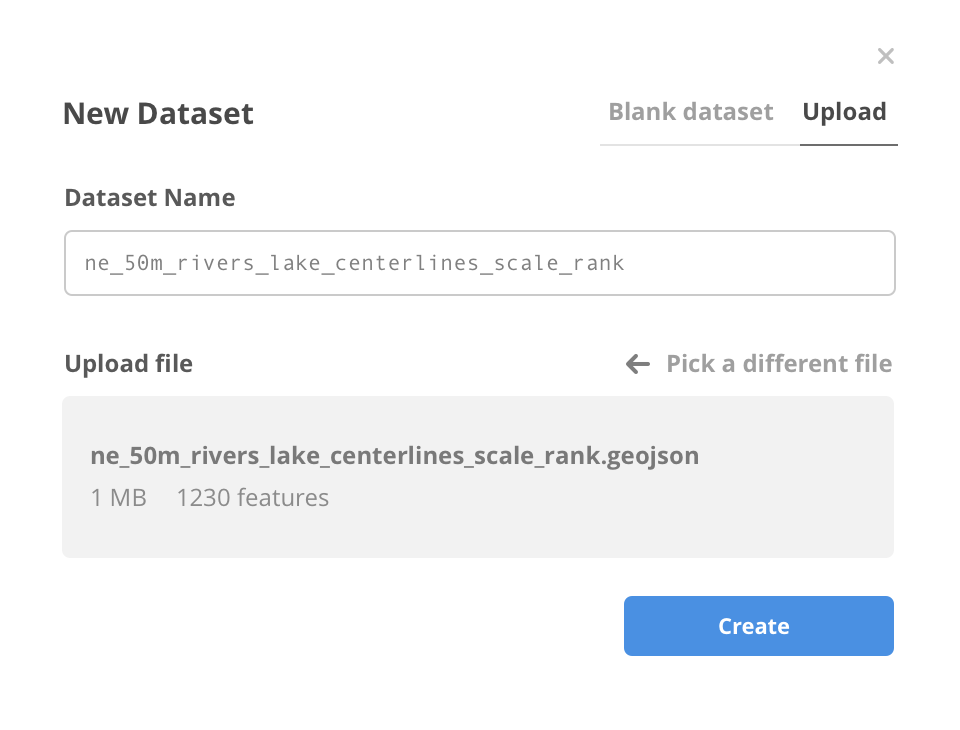 New Dataset
Blank dataset
Upload
Dataset Name
ne_50m_rivers_lake_centerlines_scale_rank
Upload file
← Pick a different file
ne_50m_rivers_lake_centerlines_scale_rank.geojson
1 MB 1230 features
Create